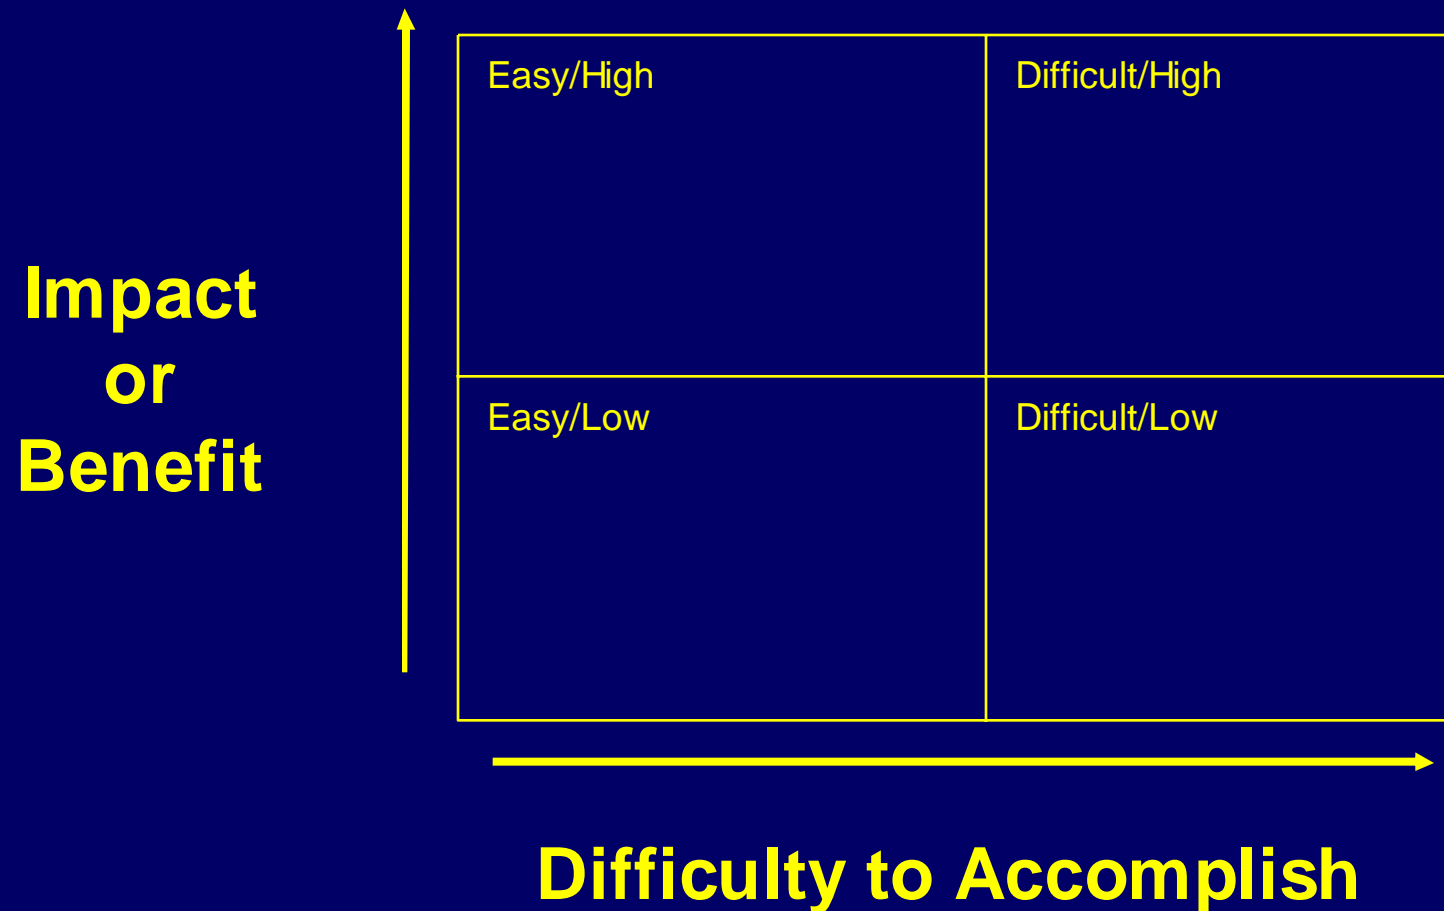 Easy/High
Difficult/High
Impact
or
Benefit
Easy/Low
Difficult/Low
Difficulty to Accomplish